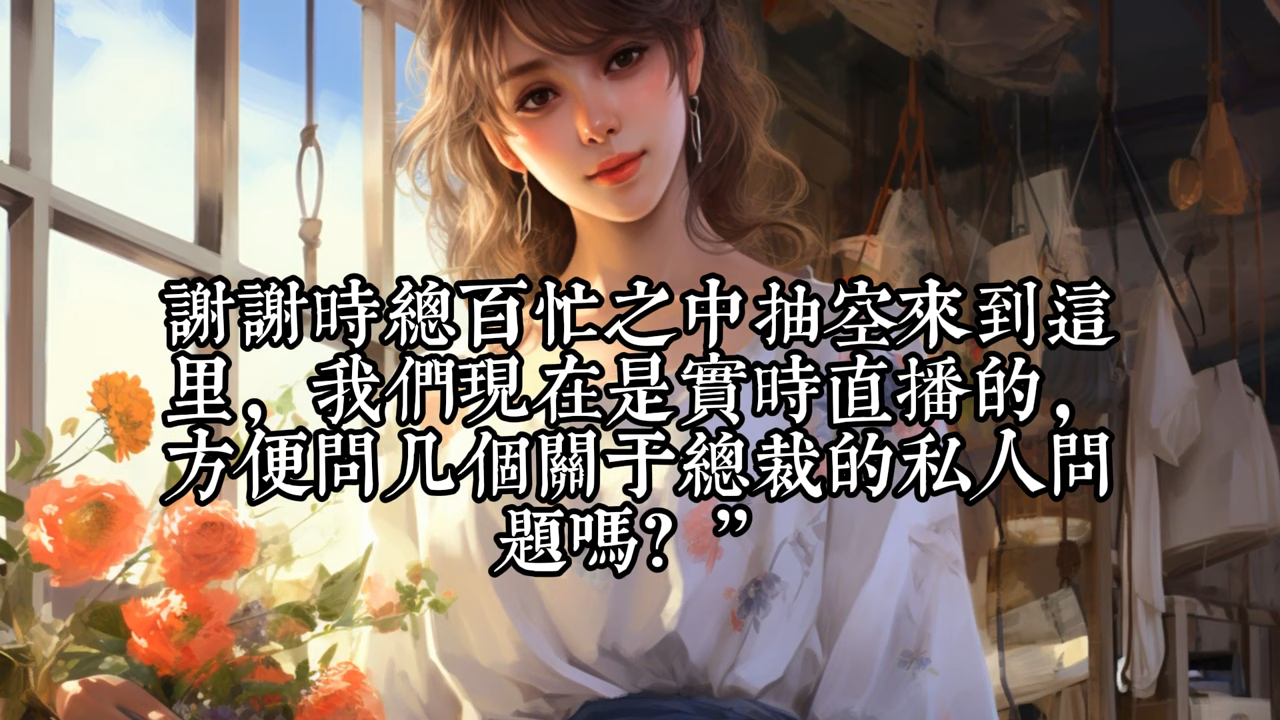 謝謝時總百忙之中抽空來到這
里，我們現在是實時直播的，
方便問几個關于總裁的私人問
題嗎？”